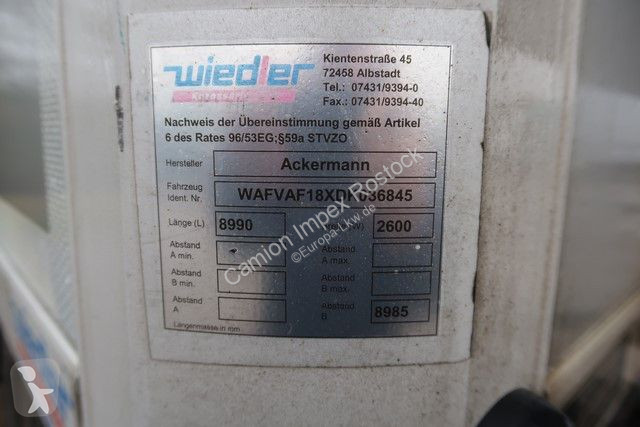 wiedler
Kientenstraße 45
72458 Albstadt
Tel.: 07431/9394-0
Fax.: 07431/9394-40
Nachweis der Übereinstimmung gemäß Artikel
6 des Rates 96/53EG;§59a STVZO
Hersteller Ackermann
Fahrzeug
Ident. Nr.
Länge (L) 8990 2600
Abstand
A min.
Abstand
A max.
Abstand
B min.
Abstand
B max.
Abstand
A
Abstand
B 8985
Längenmasse in mm
Camion Impex Rostock
©Europa-Lkw.de